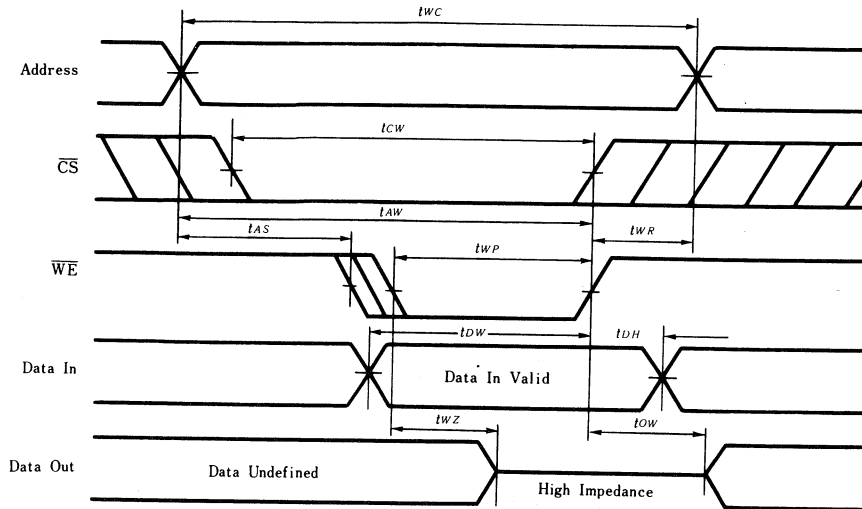 tWC
Address
tCW
CS
tAW
tAS
tWR
WE
tWP
tDW
tDH
Data In
Data In Valid
tWZ
tOW
Data Out
Data Undefined
High Impedance